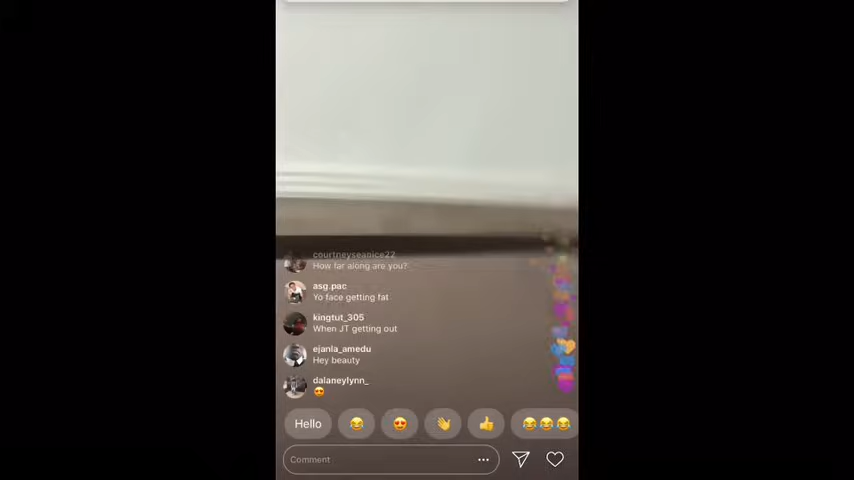 courtneyseanice22
How far along are you?
asg.pac
Yo face getting fat
kingtut_305
When JT getting out
ejanla_amedu
Hey beauty
dalaneylynn_
😍
Hello 😂 😍 👋 👍 😂😂😂
Comment